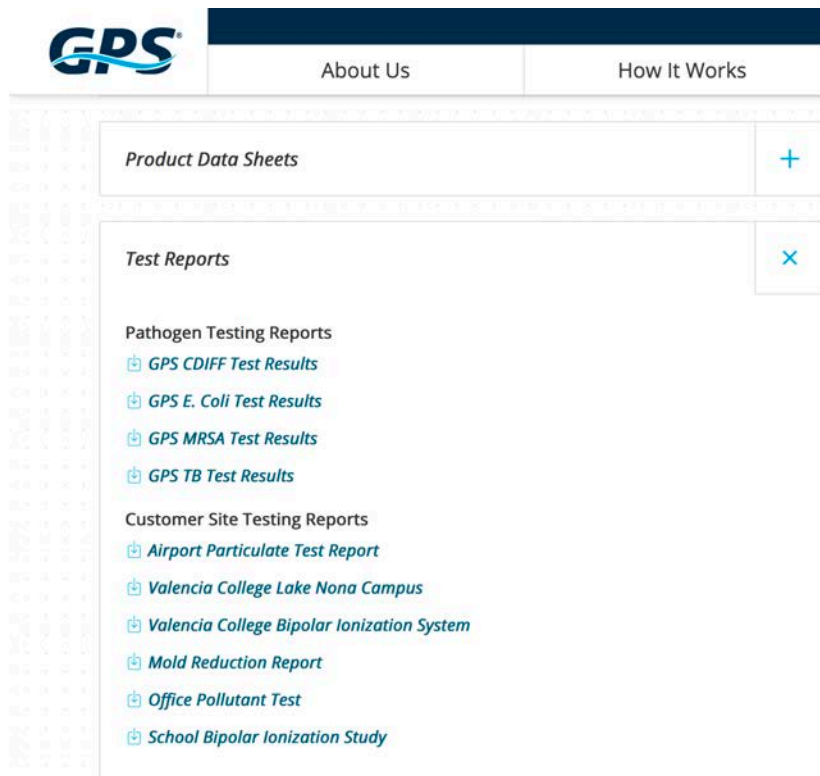 GPS®
About Us
How It Works
Product Data Sheets
Test Reports
Pathogen Testing Reports
GPS CDIFF Test Results
GPS E. Coli Test Results
GPS MRSA Test Results
GPS TB Test Results
Customer Site Testing Reports
Airport Particulate Test Report
Valencia College Lake Nona Campus
Valencia College Bipolar Ionization System
Mold Reduction Report
Office Pollutant Test
School Bipolar Ionization Study